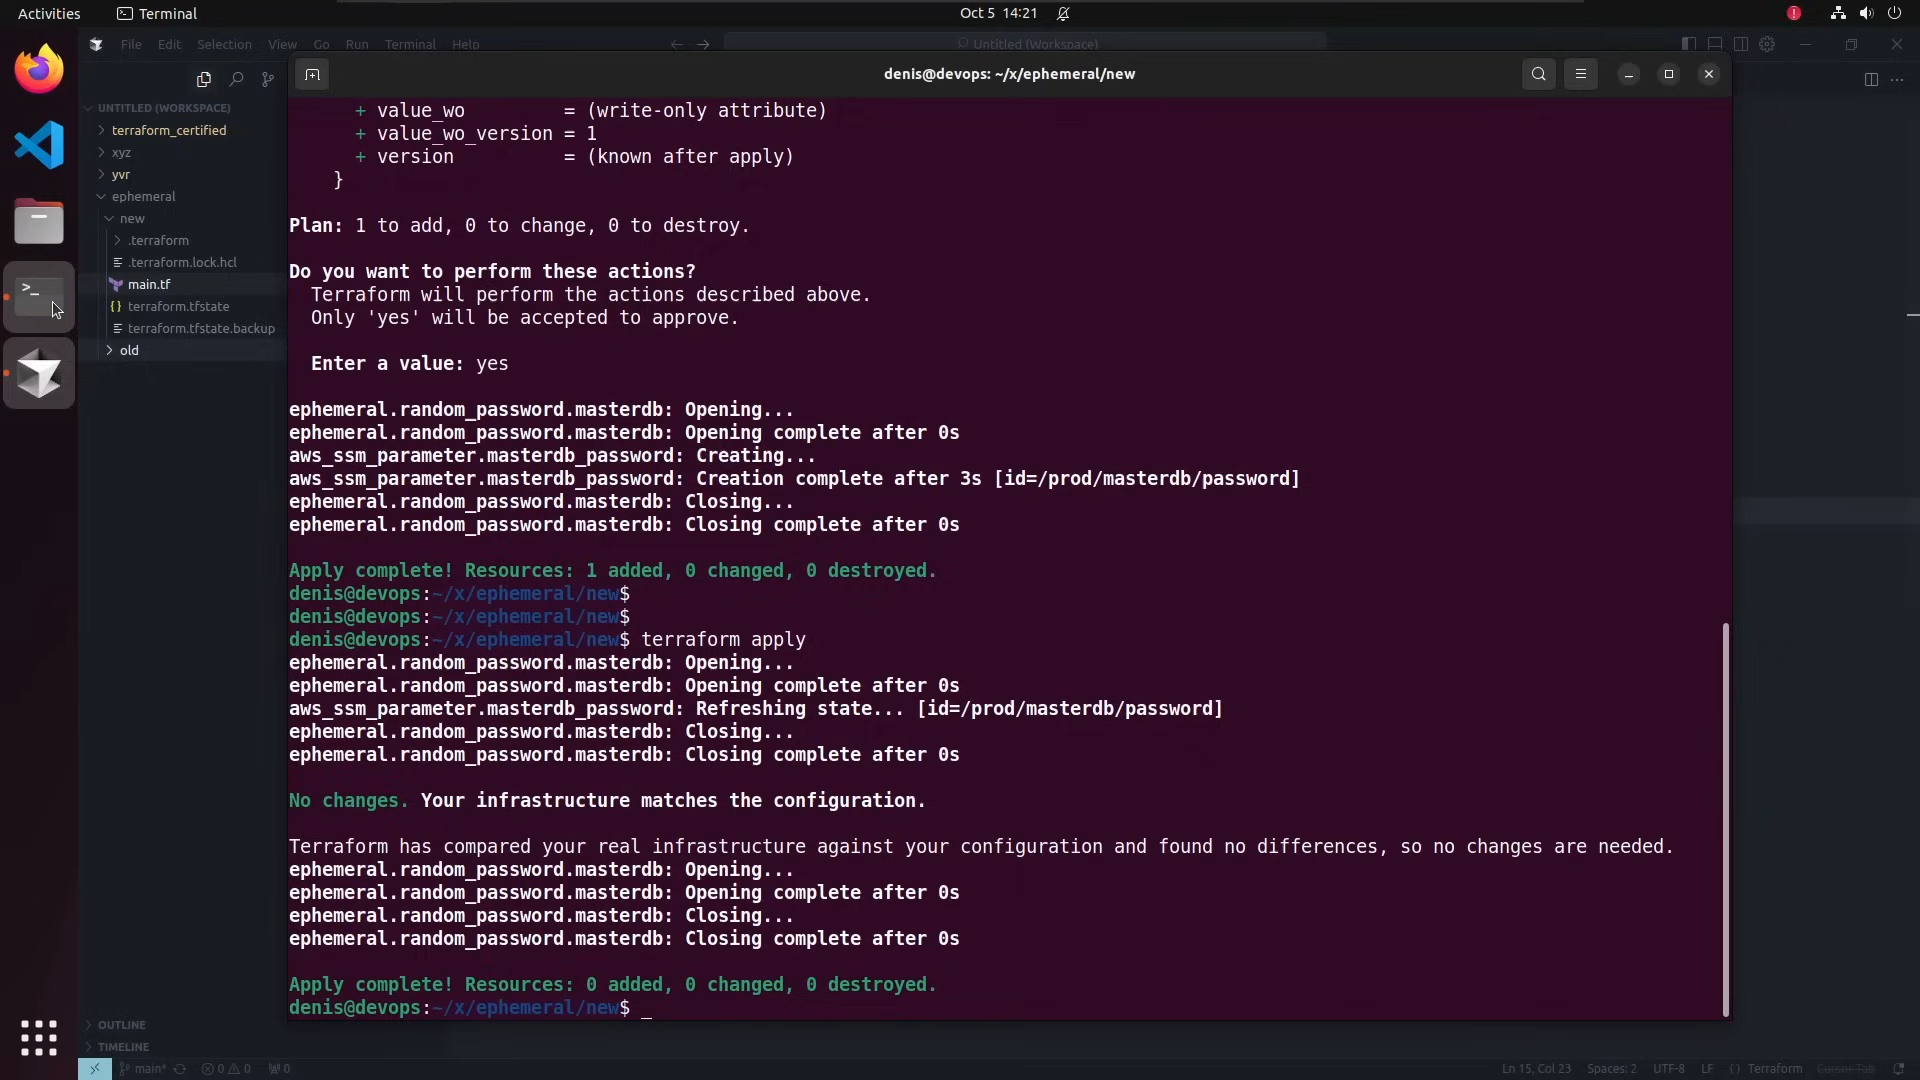 Activities
Terminal
Oct 5 14:21
File Edit Selection View Go Run Terminal Help
Untitled (Workspace)
denis@devops: ~/x/ephemeral/new
UNTITLED (WORKSPACE)
terraform_certified
xyz
yvr
ephemeral
new
.terraform
.terraform.lock.hcl
main.tf
terraform.tfstate
terraform.tfstate.backup
old
OUTLINE
TIMELINE
+ value_wo = (write-only attribute)
+ value_wo_version = 1
+ version = (known after apply)
}
Plan: 1 to add, 0 to change, 0 to destroy.
Do you want to perform these actions?
Terraform will perform the actions described above.
Only 'yes' will be accepted to approve.
Enter a value: yes
ephemeral.random_password.masterdb: Opening...
ephemeral.random_password.masterdb: Opening complete after 0s
aws_ssm_parameter.masterdb_password: Creating...
aws_ssm_parameter.masterdb_password: Creation complete after 3s [id=/prod/masterdb/password]
ephemeral.random_password.masterdb: Closing...
ephemeral.random_password.masterdb: Closing complete after 0s
Apply complete! Resources: 1 added, 0 changed, 0 destroyed.
denis@devops:~/x/ephemeral/new$
denis@devops:~/x/ephemeral/new$
denis@devops:~/x/ephemeral/new$ terraform apply
ephemeral.random_password.masterdb: Opening...
ephemeral.random_password.masterdb: Opening complete after 0s
aws_ssm_parameter.masterdb_password: Refreshing state... [id=/prod/masterdb/password]
ephemeral.random_password.masterdb: Closing...
ephemeral.random_password.masterdb: Closing complete after 0s
No changes. Your infrastructure matches the configuration.
Terraform has compared your real infrastructure against your configuration and found no differences, so no changes are needed.
ephemeral.random_password.masterdb: Opening...
ephemeral.random_password.masterdb: Opening complete after 0s
ephemeral.random_password.masterdb: Closing...
ephemeral.random_password.masterdb: Closing complete after 0s
Apply complete! Resources: 0 added, 0 changed, 0 destroyed.
denis@devops:~/x/ephemeral/new$ _
main* 0 0 0
Ln 15, Col 23 Spaces: 2 UTF-8 LF { } Terraform Cursor Tab